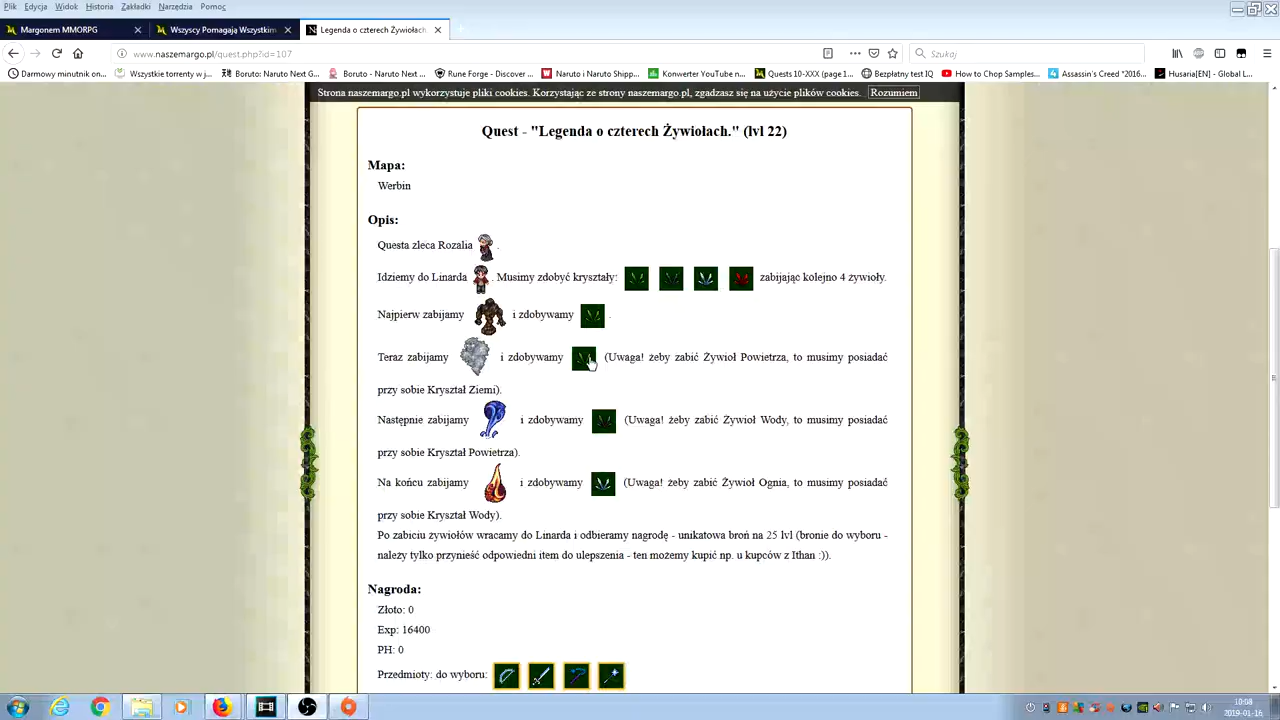 Plik Edycja Widok Historia Zakładki Narzędzia Pomoc
Margonem MMORPG
Wszyscy Pomagają Wszystkim
Legenda o czterech Żywiołach
www.naszemargo.pl/quest.php?id=107
Szukaj
Darmowy minutnik on...
Wszystkie torrenty w j...
Boruto: Naruto Next G...
Boruto - Naruto Next ...
Rune Forge - Discover ...
Naruto i Naruto Shipp...
Konwerter YouTube n...
Quests 10-XXX (page 1...
Bezpłatny test IQ
How to Chop Samples...
Assassin's Creed "2016...
Husaria[EN] - Global L...
Strona naszemargo.pl wykorzystuje pliki cookies. Korzystając ze strony naszemargo.pl, zgadzasz się na użycie plików cookies. Rozumiem
Quest - "Legenda o czterech Żywiołach." (lvl 22)
Mapa:
Werbin
Opis:
Questa zleca Rozalia .
Idziemy do Linarda . Musimy zdobyć kryształy: zabijając kolejno 4 żywioły.
Najpierw zabijamy i zdobywamy .
Teraz zabijamy i zdobywamy (Uwaga! żeby zabić Żywioł Powietrza, to musimy posiadać
przy sobie Kryształ Ziemi).
Następnie zabijamy i zdobywamy (Uwaga! żeby zabić Żywioł Wody, to musimy posiadać
przy sobie Kryształ Powietrza).
Na końcu zabijamy i zdobywamy (Uwaga! żeby zabić Żywioł Ognia, to musimy posiadać
przy sobie Kryształ Wody).
Po zabiciu żywiołów wracamy do Linarda i odbieramy nagrodę - unikatowa broń na 25 lvl (bronie do wyboru -
należy tylko przynieść odpowiedni item do ulepszenia - ten możemy kupić np. u kupców z Ithan :)).
Nagroda:
Złoto: 0
Exp: 16400
PH: 0
Przedmioty: do wyboru:
10:08
2019-01-16